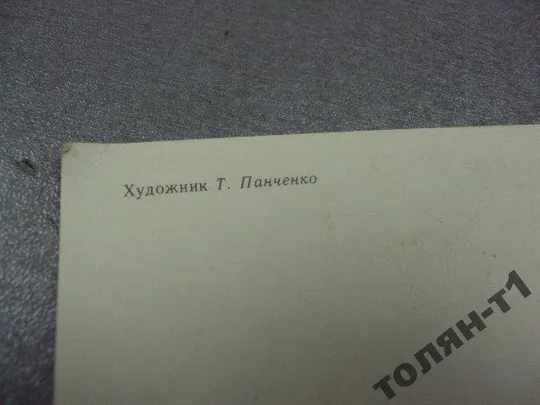 Художник Т. Панченко
толян-т1